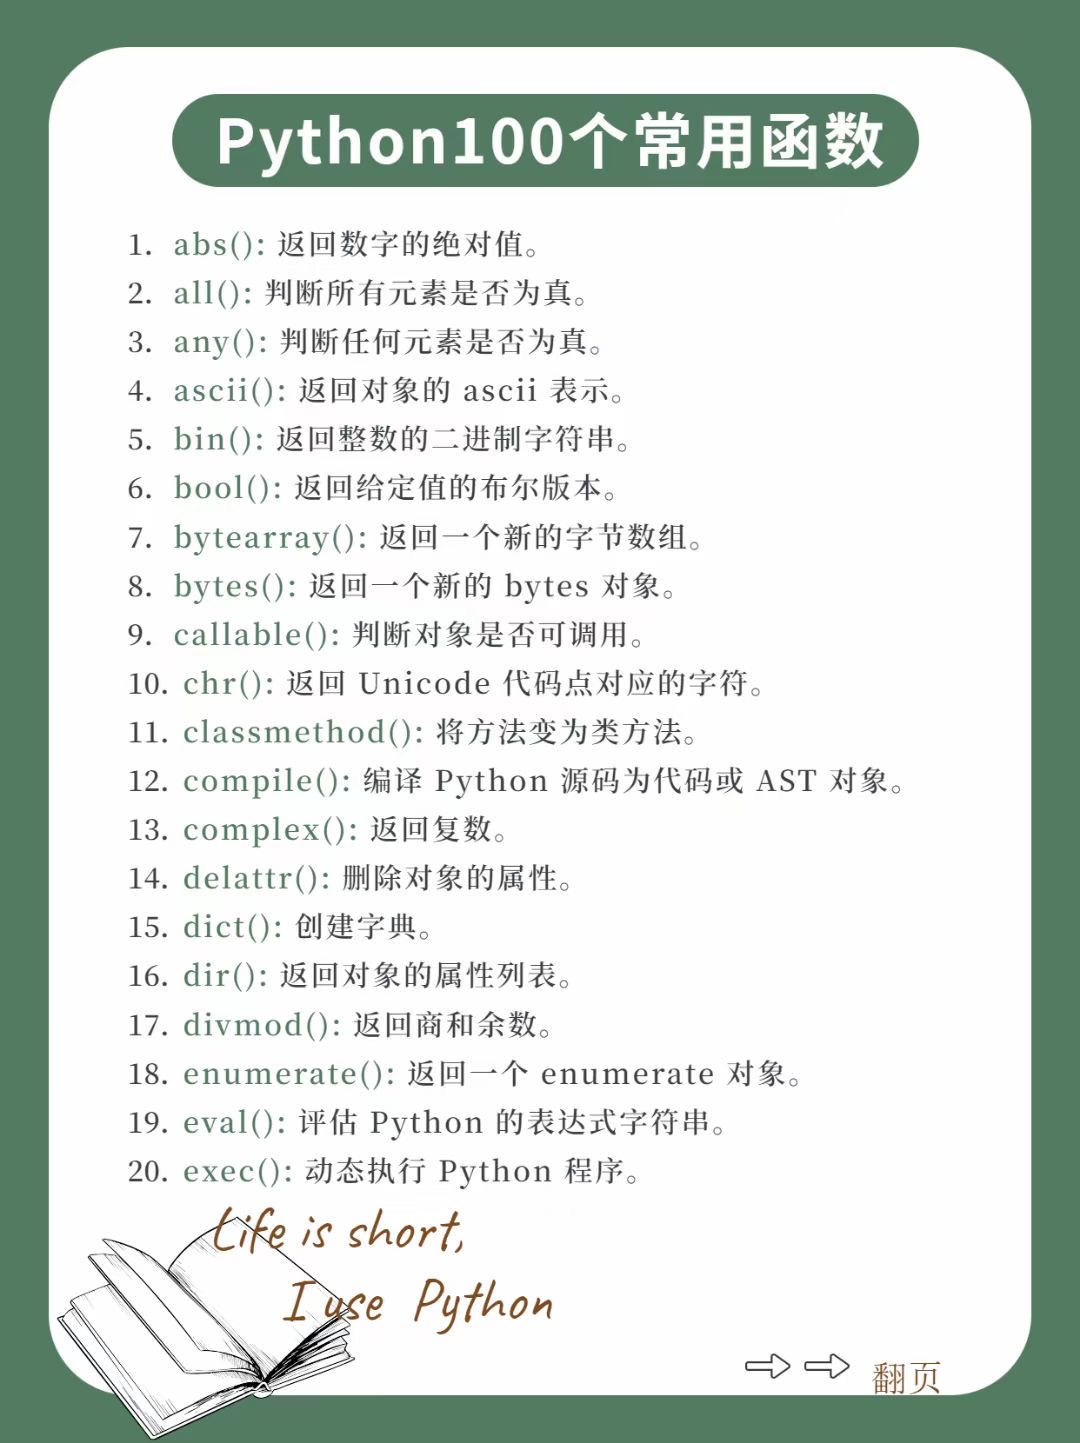 Python100个常用函数
1. abs(): 返回数字的绝对值。
2. all(): 判断所有元素是否为真。
3. any(): 判断任何元素是否为真。
4. ascii(): 返回对象的 ascii 表示。
5. bin(): 返回整数的二进制字符串。
6. bool(): 返回给定值的布尔版本。
7. bytearray(): 返回一个新的字节数组。
8. bytes(): 返回一个新的 bytes 对象。
9. callable(): 判断对象是否可调用。
10. chr(): 返回 Unicode 代码点对应的字符。
11. classmethod(): 将方法变为类方法。
12. compile(): 编译 Python 源码为代码或 AST 对象。
13. complex(): 返回复数。
14. delattr(): 删除对象的属性。
15. dict(): 创建字典。
16. dir(): 返回对象的属性列表。
17. divmod(): 返回商和余数。
18. enumerate(): 返回一个 enumerate 对象。
19. eval(): 评估 Python 的表达式字符串。
20. exec(): 动态执行 Python 程序。
Life is short,
I use Python
翻页